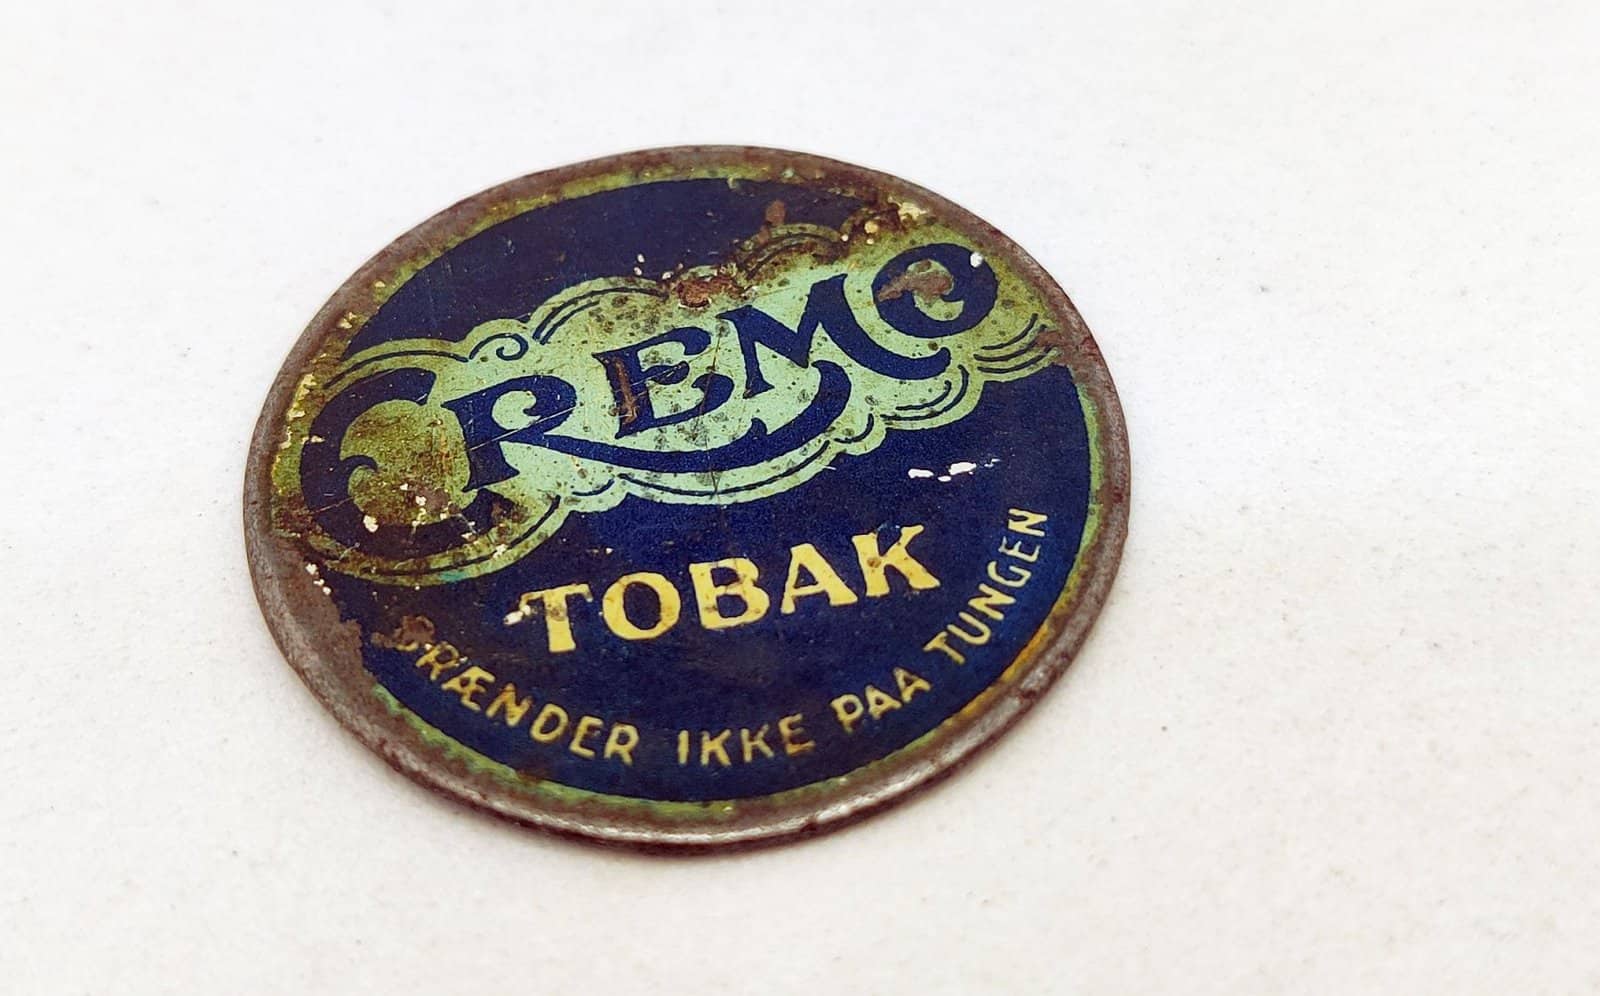 CREMO
TOBAK
BRÆNDER IKKE PAA TUNGEN